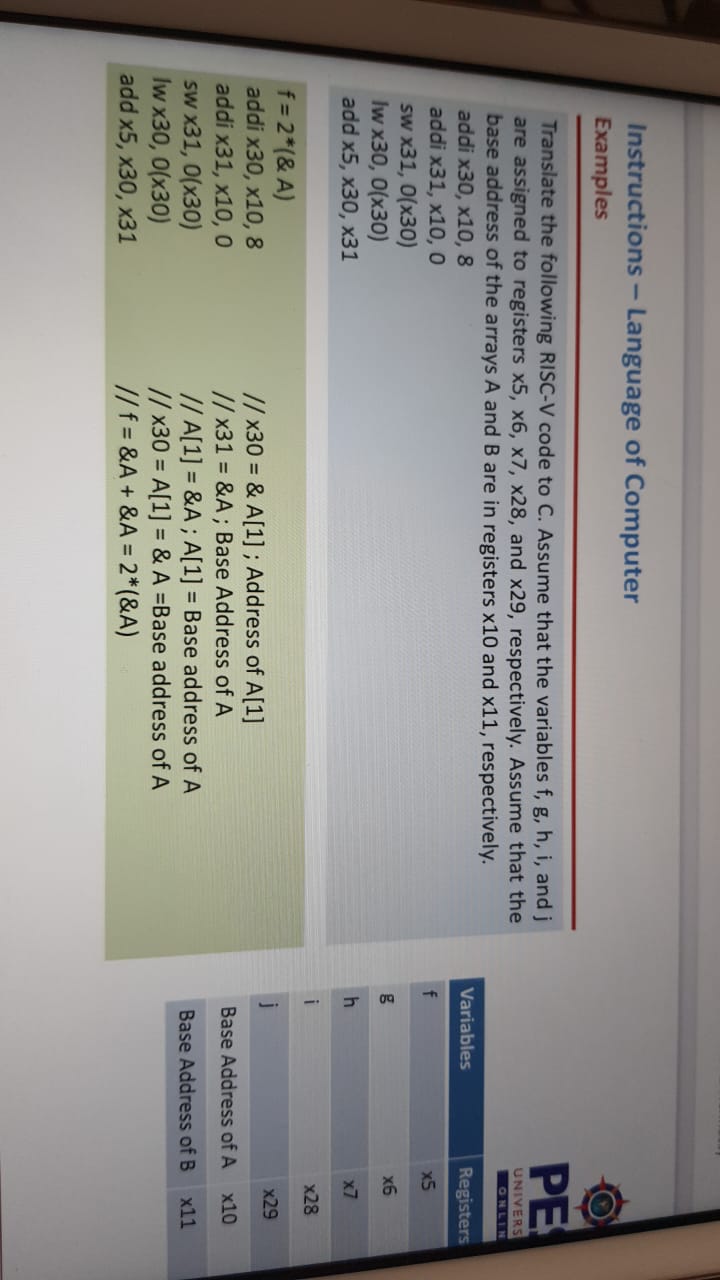 Instructions – Language of Computer
Examples
Translate the following RISC-V code to C. Assume that the variables f, g, h, i, and j
are assigned to registers x5, x6, x7, x28, and x29, respectively. Assume that the
base address of the arrays A and B are in registers x10 and x11, respectively.
addi x30, x10, 8
addi x31, x10, 0
sw x31, 0(x30)
lw x30, 0(x30)
add x5, x30, x31
f = 2*(& A)
addi x30, x10, 8 // x30 = & A[1] ; Address of A[1]
addi x31, x10, 0 // x31 = &A ; Base Address of A
sw x31, 0(x30) // A[1] = &A ; A[1] = Base address of A
lw x30, 0(x30) // x30 = A[1] = & A =Base address of A
add x5, x30, x31 // f = &A + &A = 2*(&A)
PES
UNIVERS
ONLIN
Variables Registers
f x5
g x6
h x7
i x28
j x29
Base Address of A x10
Base Address of B x11